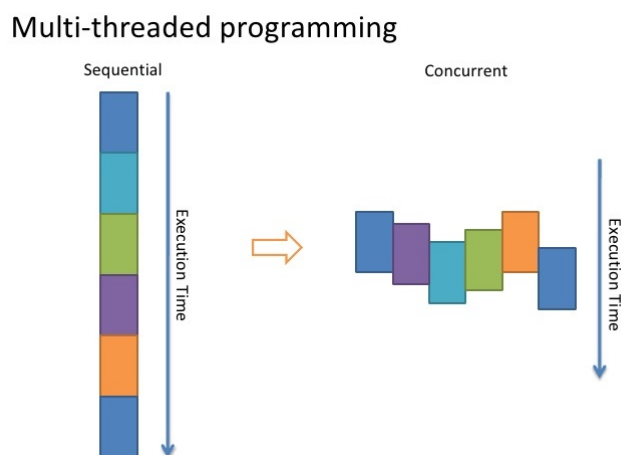 Multi-threaded programming
Sequential
Concurrent
Execution Time
Execution Time